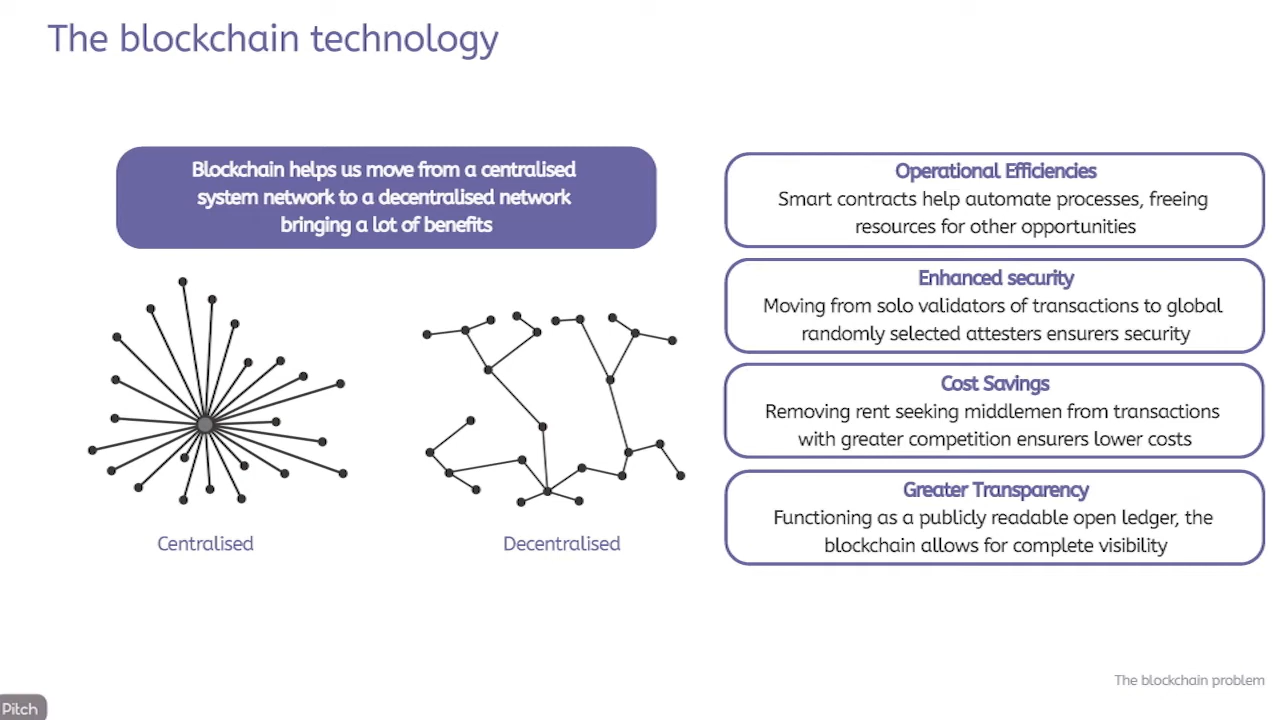 The blockchain technology
Blockchain helps us move from a centralised
system network to a decentralised network
bringing a lot of benefits
Centralised
Decentralised
Operational Efficiencies
Smart contracts help automate processes, freeing
resources for other opportunities
Enhanced security
Moving from solo validators of transactions to global
randomly selected attesters ensurers security
Cost Savings
Removing rent seeking middlemen from transactions
with greater competition ensurers lower costs
Greater Transparency
Functioning as a publicly readable open ledger, the
blockchain allows for complete visibility
The blockchain problem
Pitch